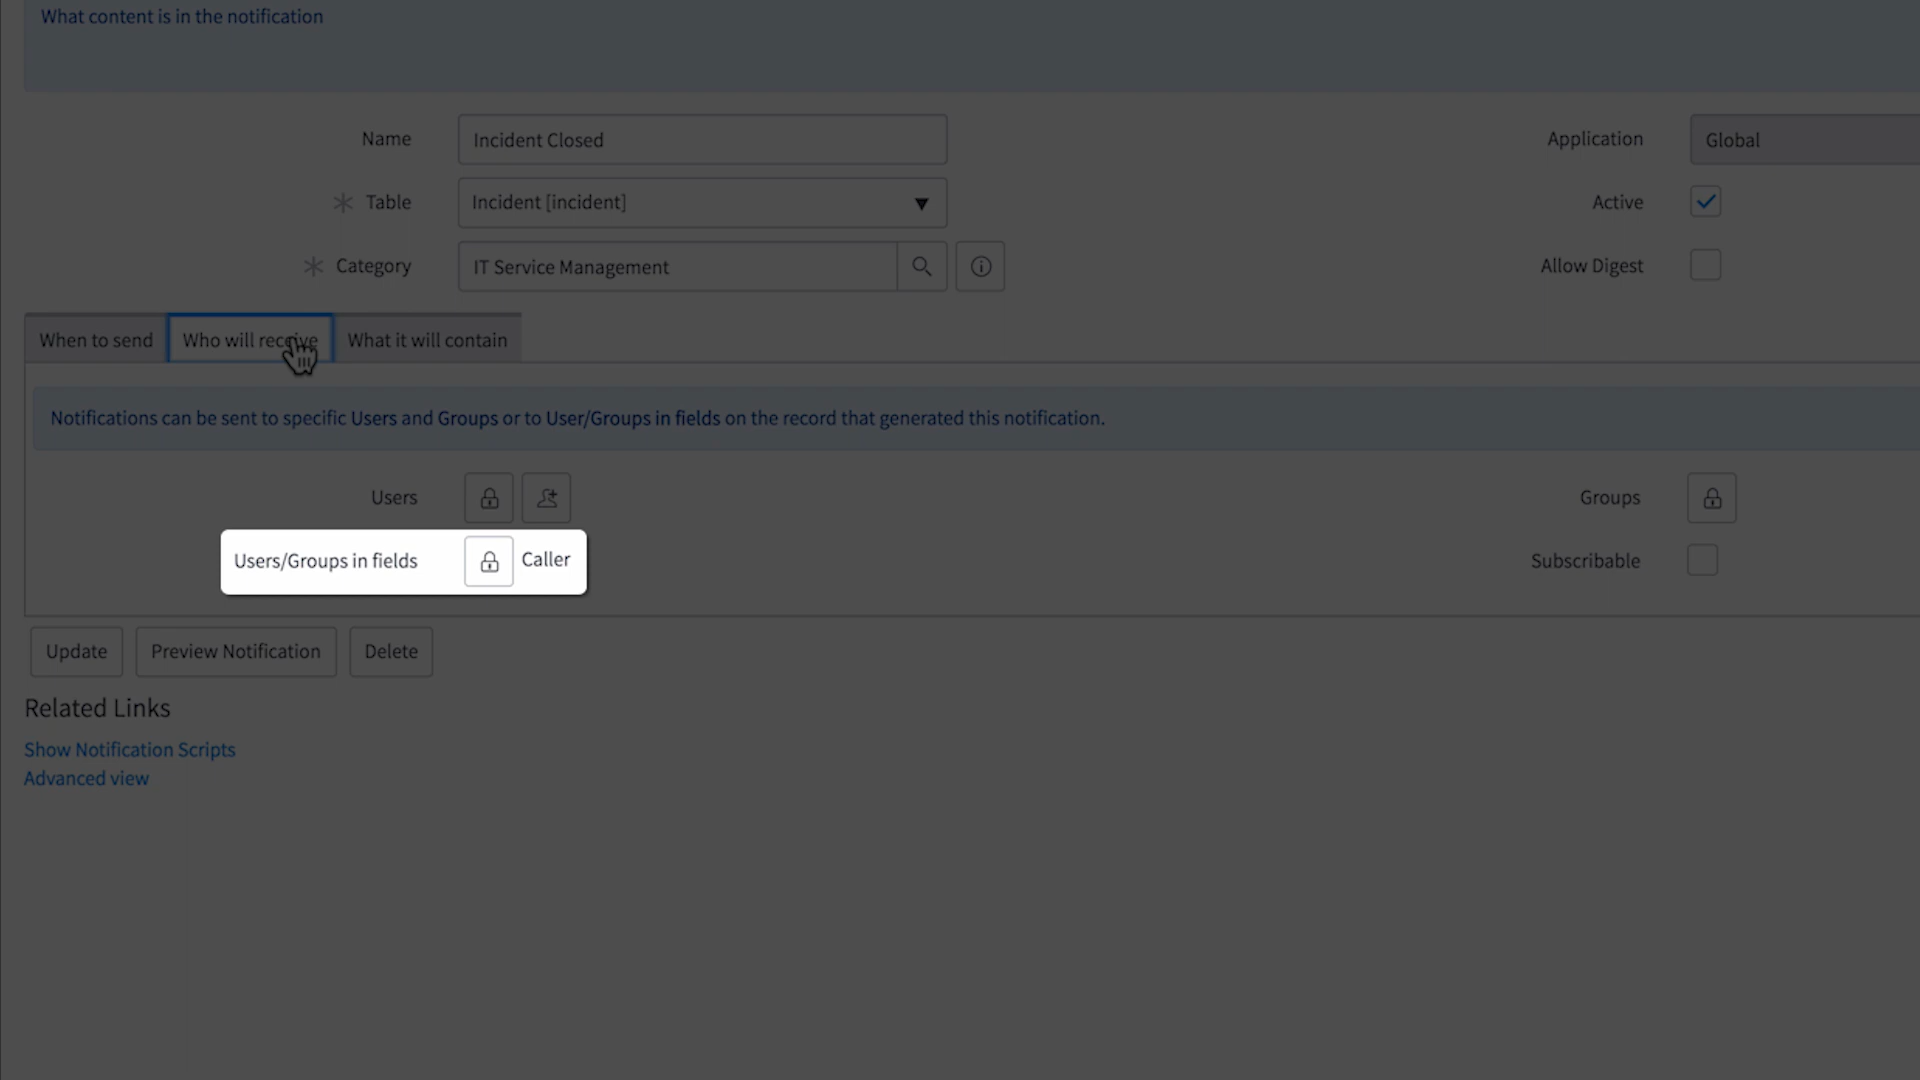 What content is in the notification
Name
Incident Closed
Application
Global
Table
Incident [incident]
Active
Category
IT Service Management
Allow Digest
When to send
Who will receive
What it will contain
Notifications can be sent to specific Users and Groups or to User/Groups in fields on the record that generated this notification.
Users
Groups
Users/Groups in fields
Caller
Subscribable
Update
Preview Notification
Delete
Related Links
Show Notification Scripts
Advanced view